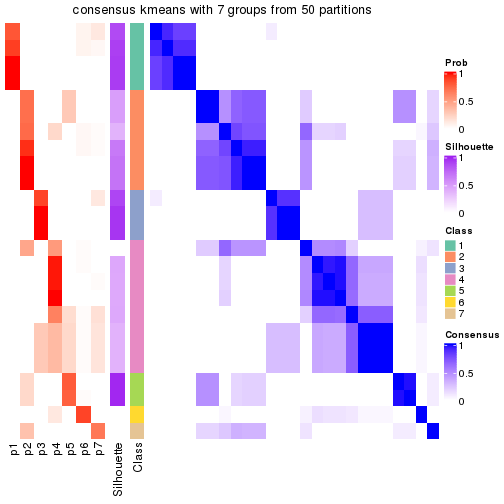 consensus kmeans with 7 groups from 50 partitions
Prob
1
0.5
0
Silhouette
1
0.5
0
Class
1
2
3
4
5
6
7
Consensus
1
0.5
0
p1
p2
p3
p4
p5
p6
p7
Silhouette
Class